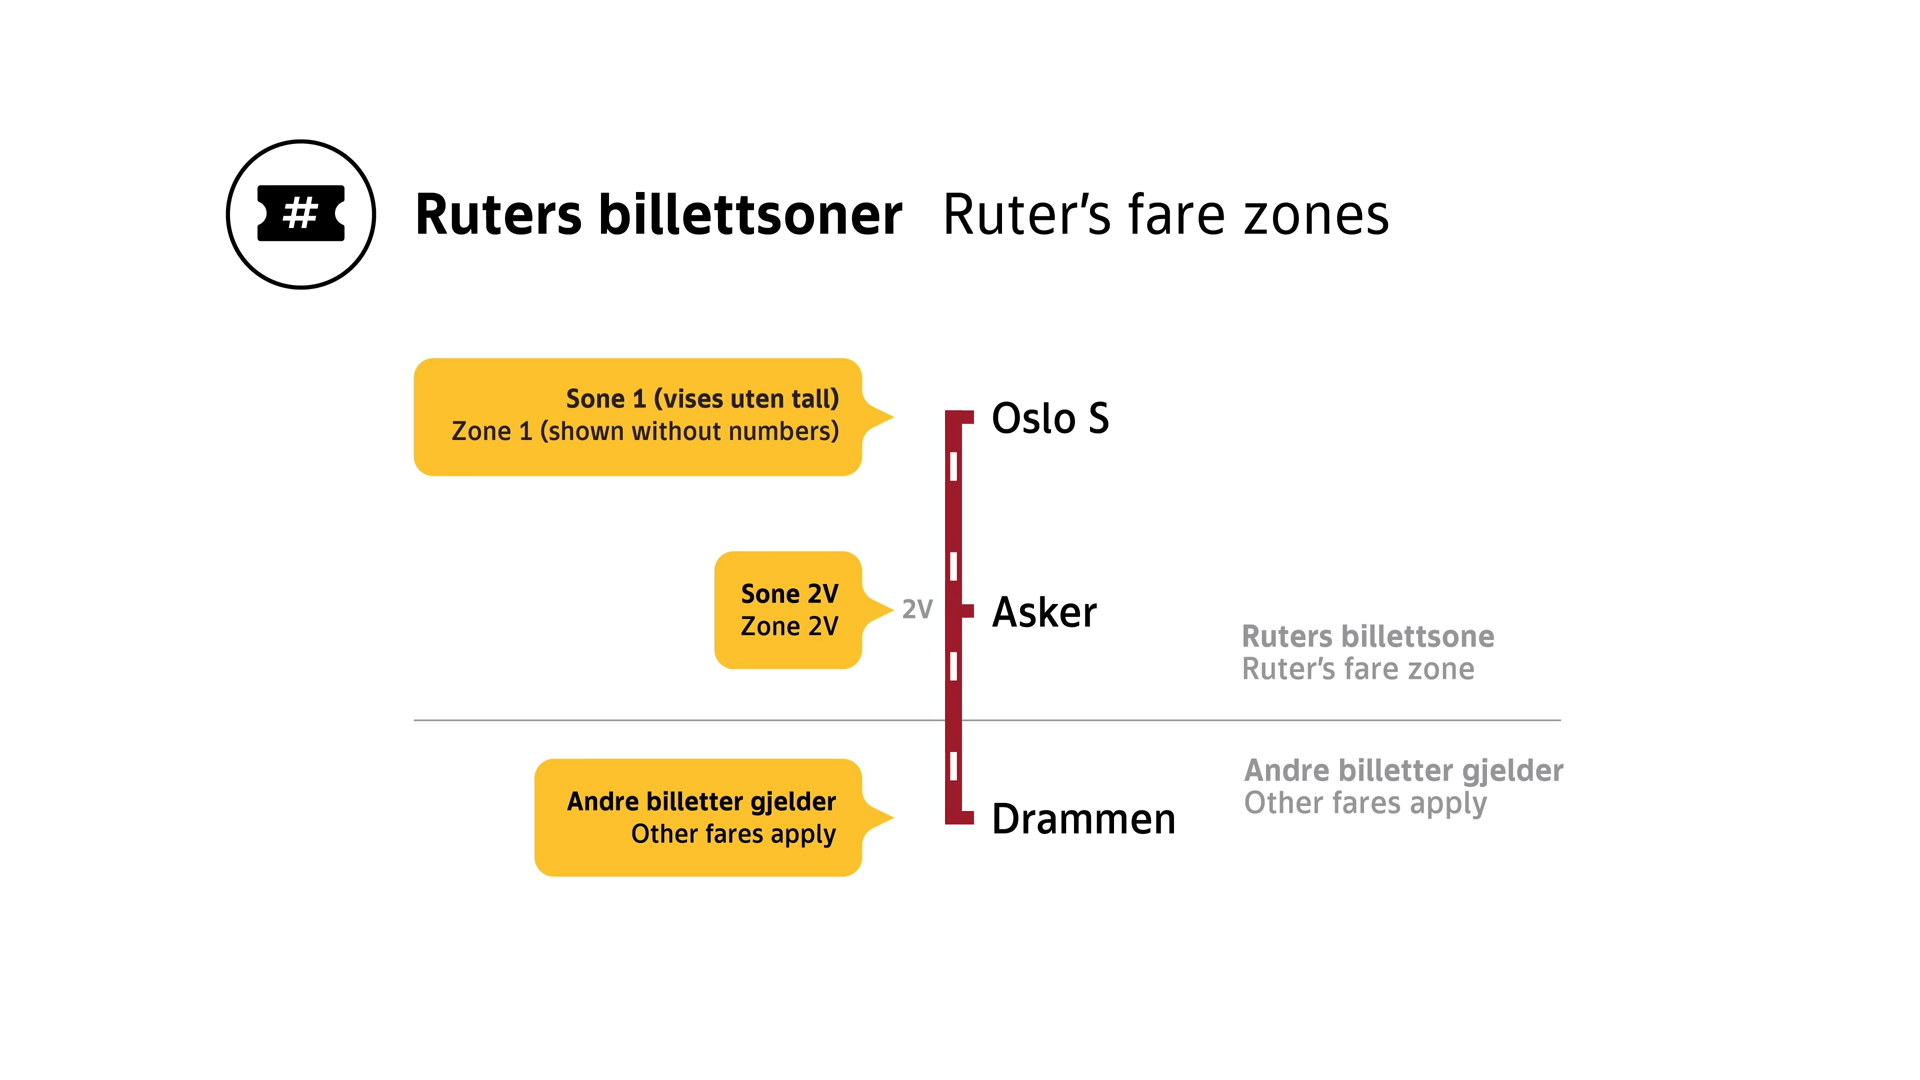 #
Ruters billettsoner Ruter’s fare zones
Sone 1 (vises uten tall)
Zone 1 (shown without numbers)
Oslo S
Sone 2V
Zone 2V
2V
Asker
Ruters billettsone
Ruter’s fare zone
Andre billetter gjelder
Other fares apply
Drammen
Andre billetter gjelder
Other fares apply